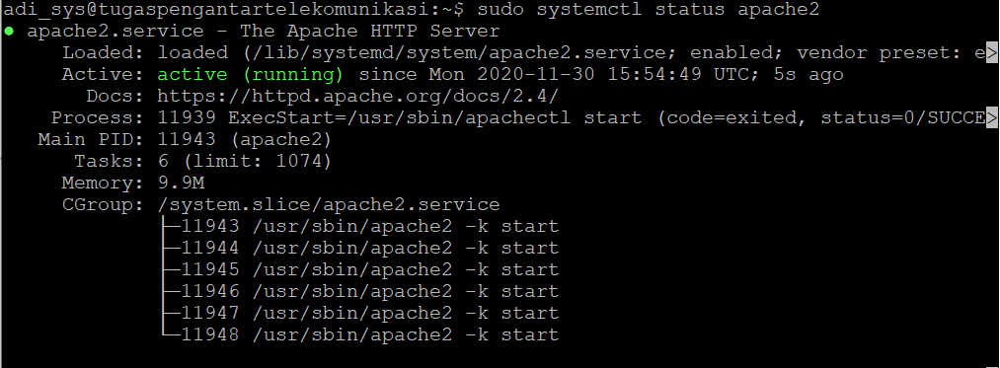 adi_sys@tugaspengantartelekomunikasi:~$ sudo systemctl status apache2
● apache2.service - The Apache HTTP Server
     Loaded: loaded (/lib/systemd/system/apache2.service; enabled; vendor preset: e>
     Active: active (running) since Mon 2020-11-30 15:54:49 UTC; 5s ago
       Docs: https://httpd.apache.org/docs/2.4/
    Process: 11939 ExecStart=/usr/sbin/apachectl start (code=exited, status=0/SUCCE>
   Main PID: 11943 (apache2)
      Tasks: 6 (limit: 1074)
     Memory: 9.9M
     CGroup: /system.slice/apache2.service
             ├─11943 /usr/sbin/apache2 -k start
             ├─11944 /usr/sbin/apache2 -k start
             ├─11945 /usr/sbin/apache2 -k start
             ├─11946 /usr/sbin/apache2 -k start
             ├─11947 /usr/sbin/apache2 -k start
             └─11948 /usr/sbin/apache2 -k start